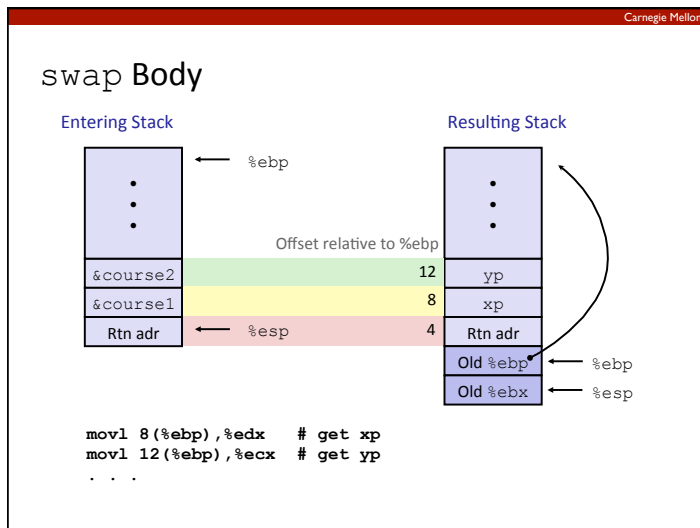 Carnegie Mellon
swap Body
Entering Stack
Resulting Stack
%ebp
•
•
•
•
•
•
Offset relative to %ebp
&course2
12
yp
&course1
8
xp
Rtn adr
%esp
4
Rtn adr
Old %ebp
%ebp
Old %ebx
%esp
movl 8(%ebp),%edx # get xp
movl 12(%ebp),%ecx # get yp
. . .